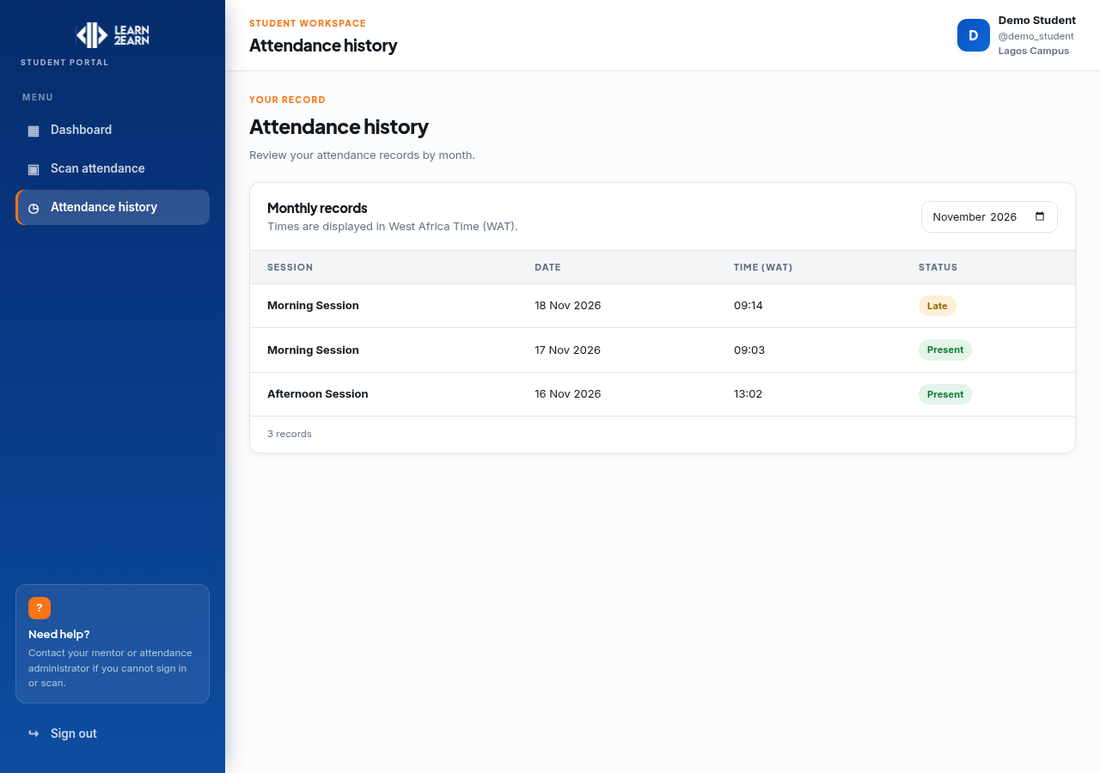 LEARN
2EARN
STUDENT PORTAL
MENU
Dashboard
Scan attendance
Attendance history
?
Need help?
Contact your mentor or attendance
administrator if you cannot sign in
or scan.
Sign out
STUDENT WORKSPACE
Attendance history
D
Demo Student
@demo_student
Lagos Campus
YOUR RECORD
Attendance history
Review your attendance records by month.
Monthly records
Times are displayed in West Africa Time (WAT).
November 2026
SESSION DATE TIME (WAT) STATUS
Morning Session 18 Nov 2026 09:14 Late
Morning Session 17 Nov 2026 09:03 Present
Afternoon Session 16 Nov 2026 13:02 Present
3 records